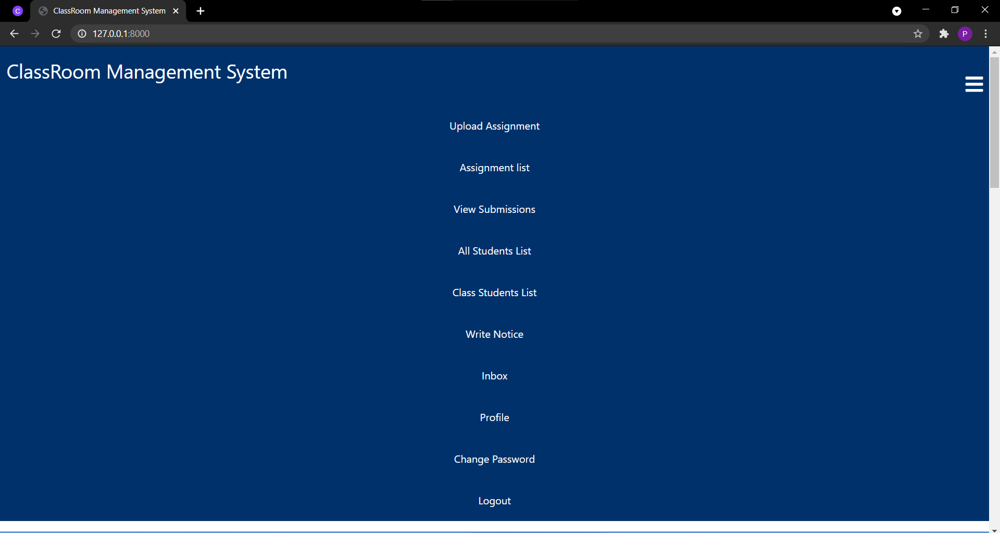 C
ClassRoom Management System
127.0.0.1:8000
P
ClassRoom Management System
Upload Assignment
Assignment list
View Submissions
All Students List
Class Students List
Write Notice
Inbox
Profile
Change Password
Logout